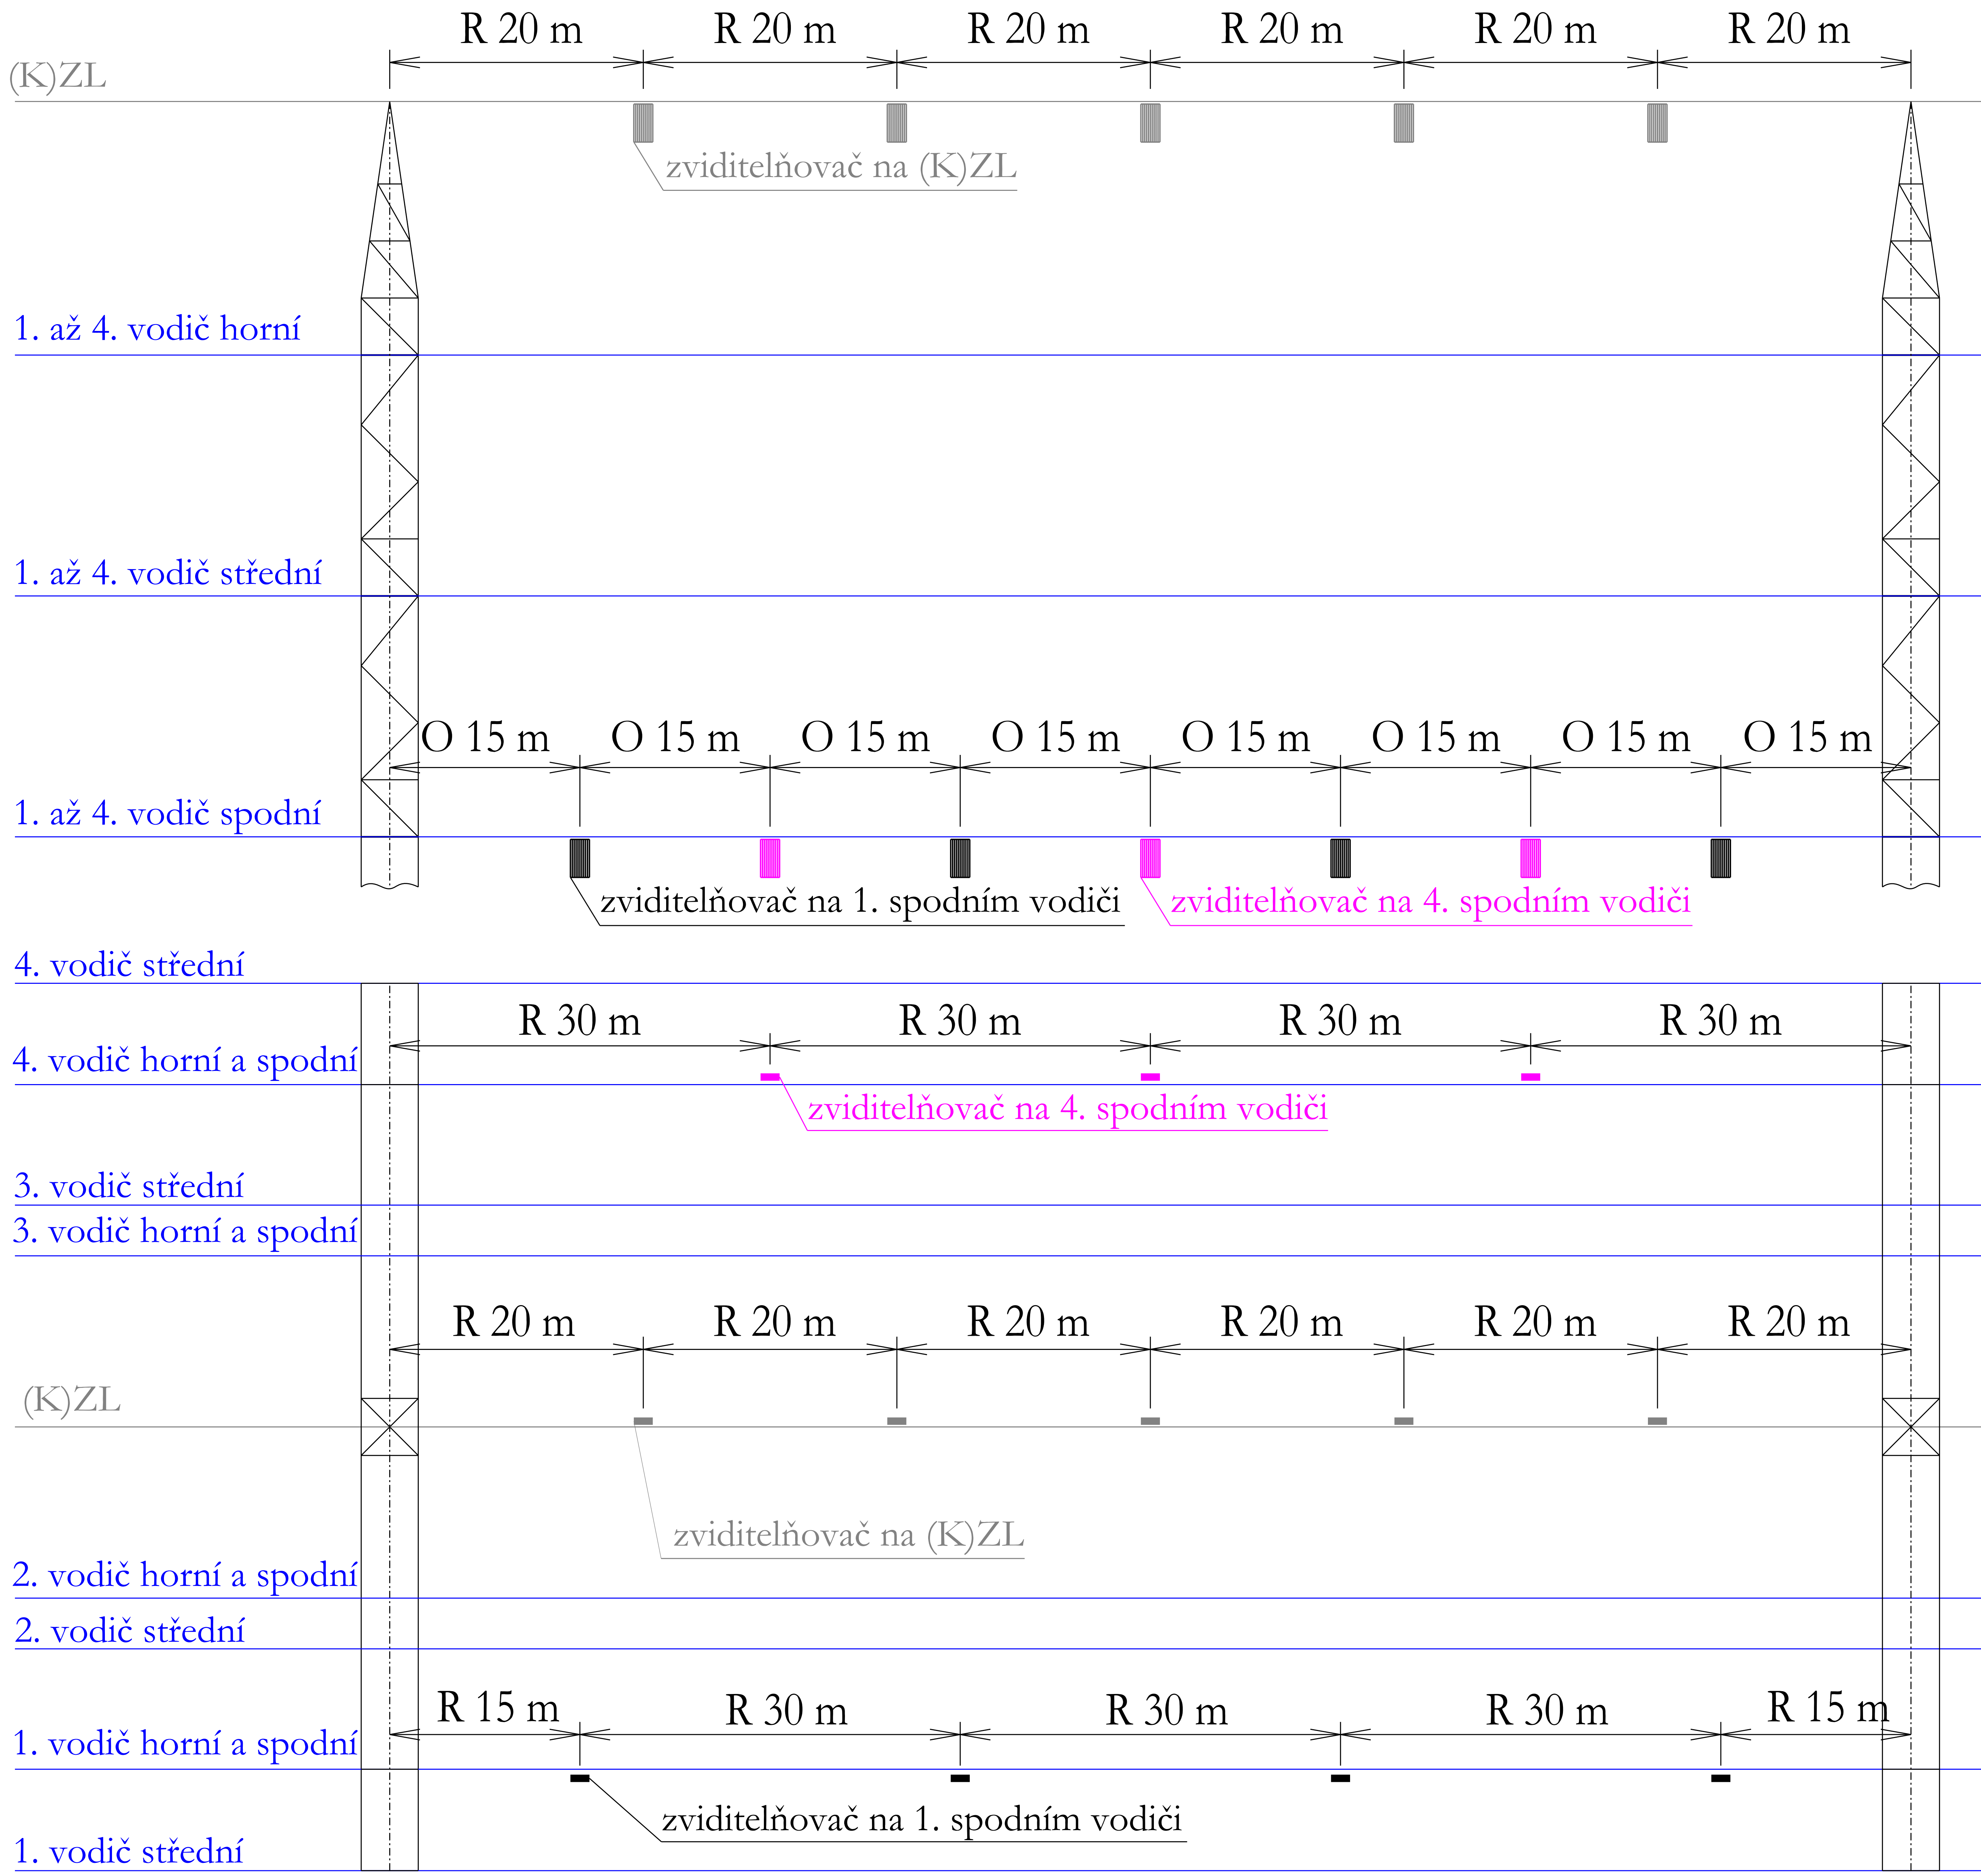 R 20 m R 20 m R 20 m R 20 m R 20 m R 20 m
(K)ZL
zviditelňovač na (K)ZL
1. až 4. vodič horní
1. až 4. vodič střední
O 15 m O 15 m O 15 m O 15 m O 15 m O 15 m O 15 m O 15 m
1. až 4. vodič spodní
zviditelňovač na 1. spodním vodiči zviditelňovač na 4. spodním vodiči
4. vodič střední
R 30 m R 30 m R 30 m R 30 m
4. vodič horní a spodní
zviditelňovač na 4. spodním vodiči
3. vodič střední
3. vodič horní a spodní
R 20 m R 20 m R 20 m R 20 m R 20 m R 20 m
(K)ZL
zviditelňovač na (K)ZL
2. vodič horní a spodní
2. vodič střední
R 15 m R 30 m R 30 m R 30 m R 15 m
1. vodič horní a spodní
zviditelňovač na 1. spodním vodiči
1. vodič střední